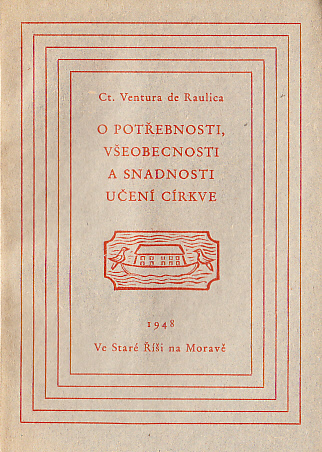 Ct. Ventura de Raulica
O POTŘEBNOSTI,
VŠEOBECNOSTI
A SNADNOSTI
UČENÍ CÍRKVE
1948
Ve Staré Říši na Moravě